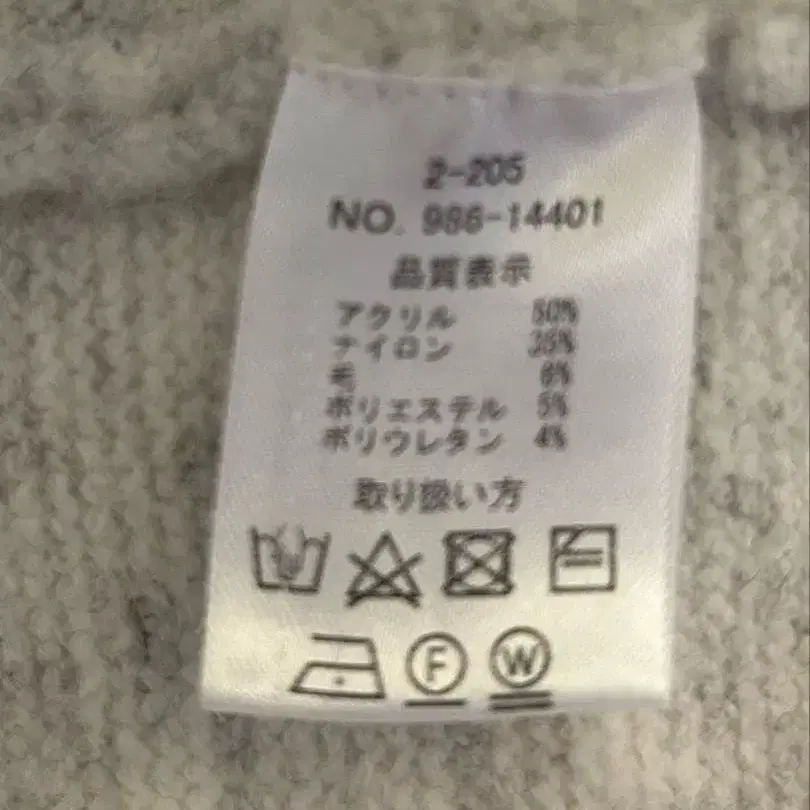 2-205
NO. 986-14401
品質表示
アクリル 50%
ナイロン 35%
毛 6%
ポリエステル 5%
ポリウレタン 4%
取り扱い方
F W